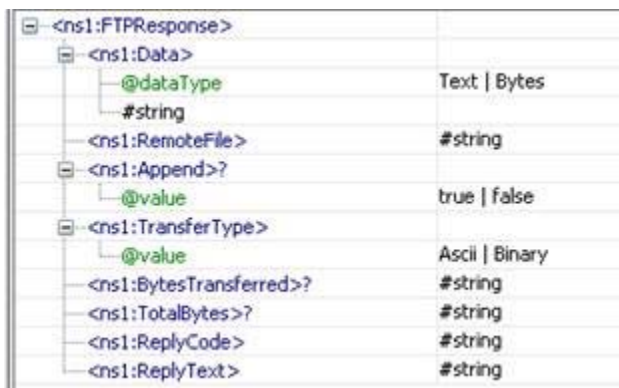 <ns1:FTPResponse>
<ns1:Data>
@dataType Text | Bytes
#string
<ns1:RemoteFile> #string
<ns1:Append>?
@value true | false
<ns1:TransferType>
@value Ascii | Binary
<ns1:BytesTransferred>? #string
<ns1:TotalBytes>? #string
<ns1:ReplyCode> #string
<ns1:ReplyText> #string